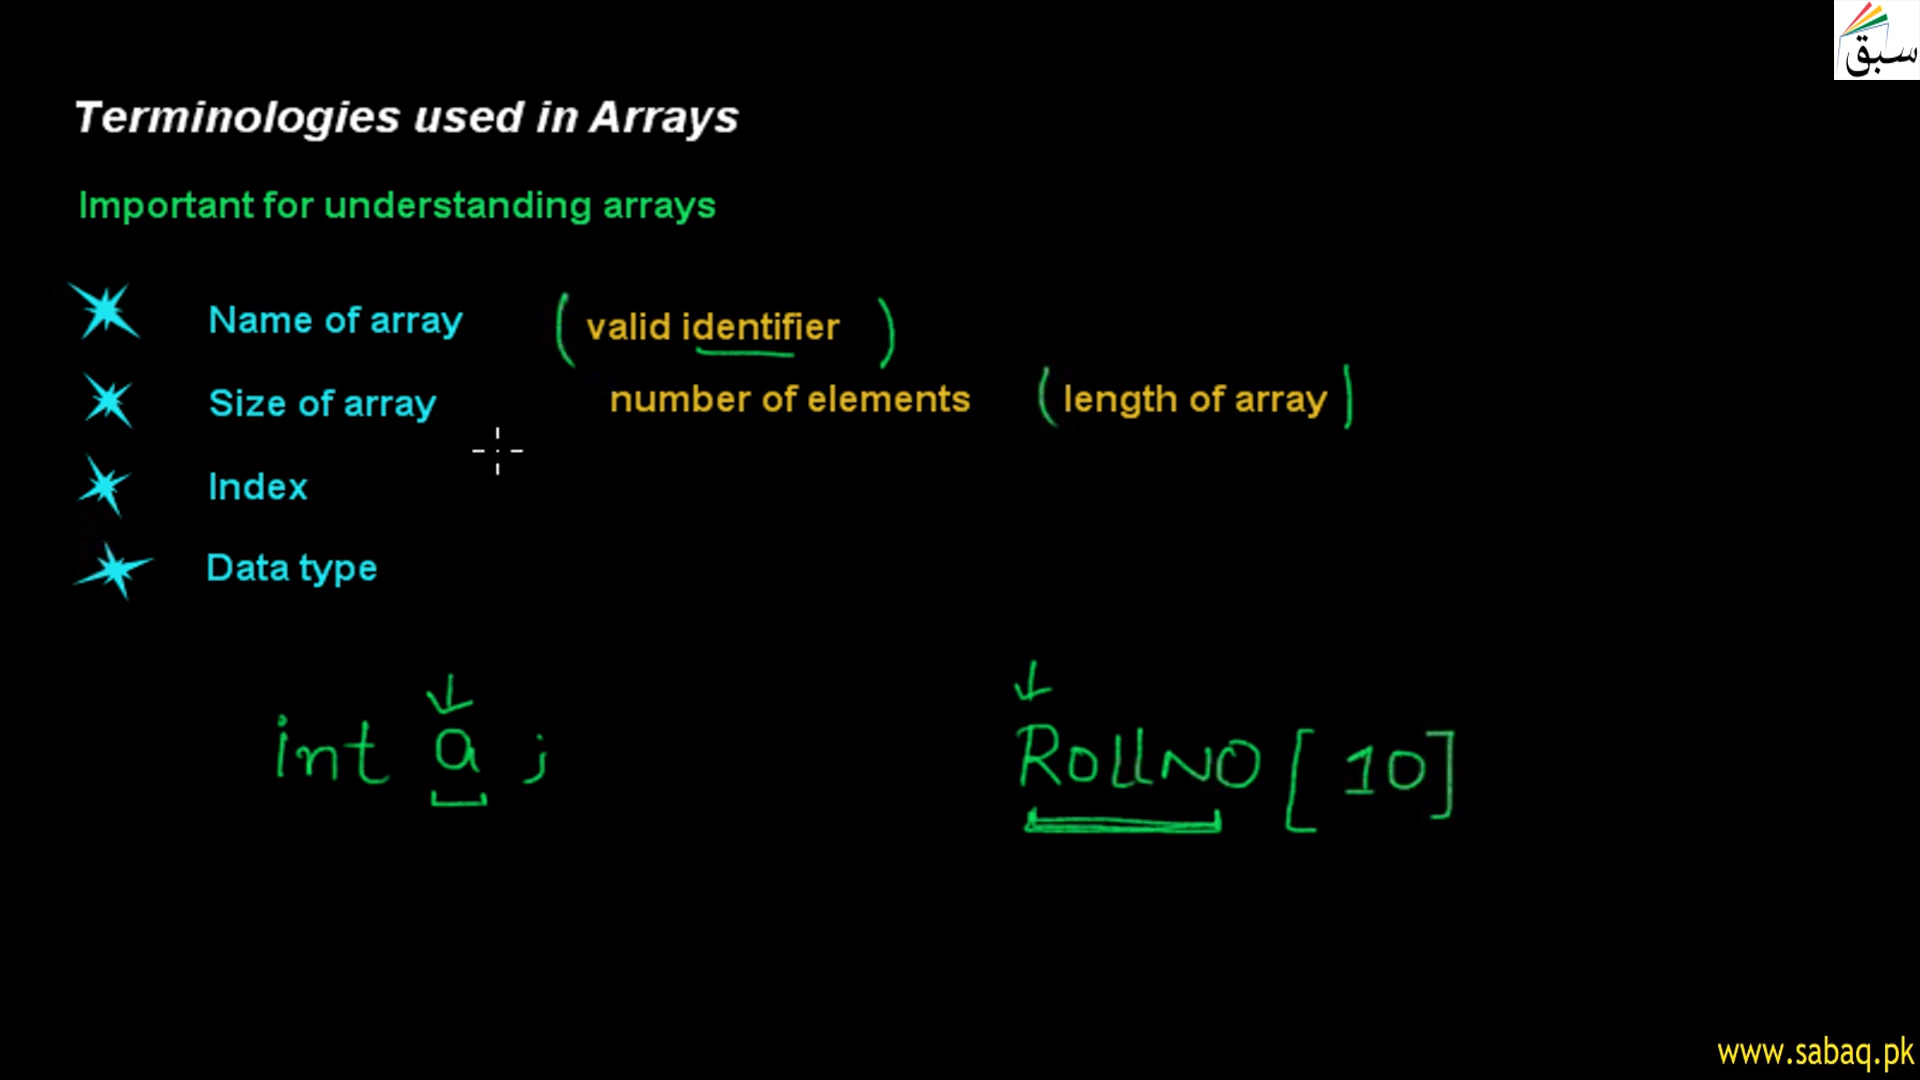 سبق
Terminologies used in Arrays
Important for understanding arrays
Name of array (valid identifier)
Size of array number of elements (length of array)
Index
Data type
int a ;
RollNO [ 10 ]
www.sabaq.pk